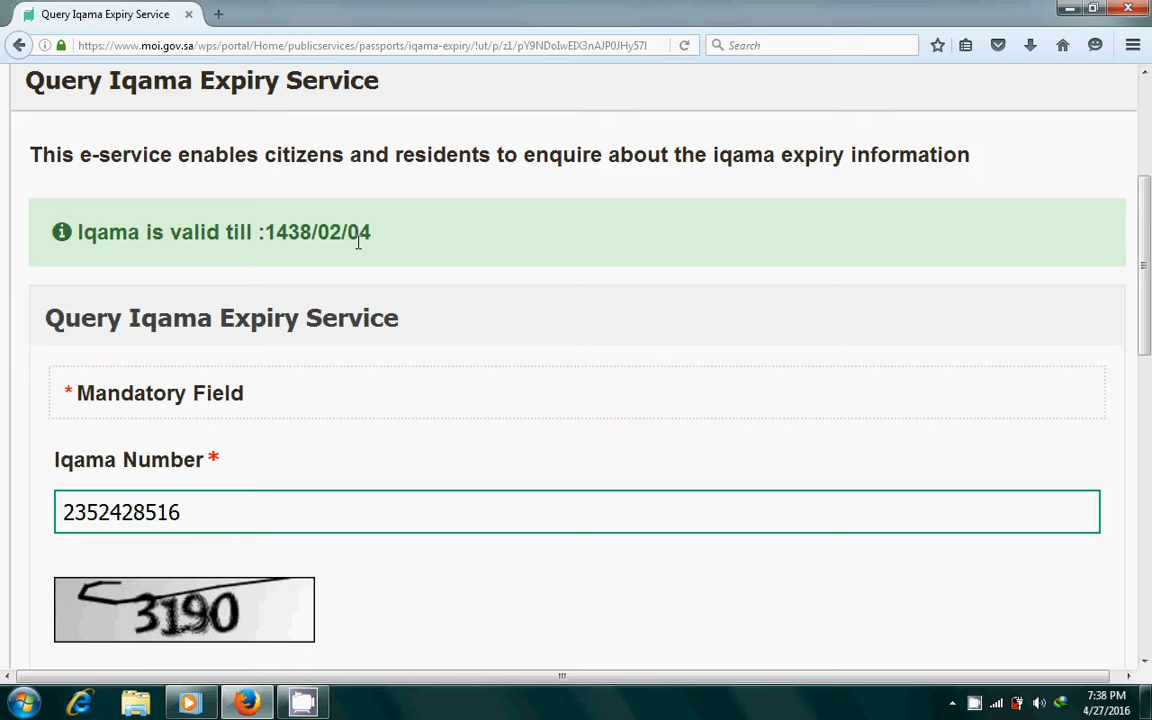 Query Iqama Expiry Service
https://www.moi.gov.sa/wps/portal/Home/publicservices/passports/iqama-expiry/!ut/p/z1/
Search
Query Iqama Expiry Service
This e-service enables citizens and residents to enquire about the iqama expiry information
Iqama is valid till :1438/02/04
Query Iqama Expiry Service
* Mandatory Field
Iqama Number *
2352428516
3190
7:38 PM
4/27/2016